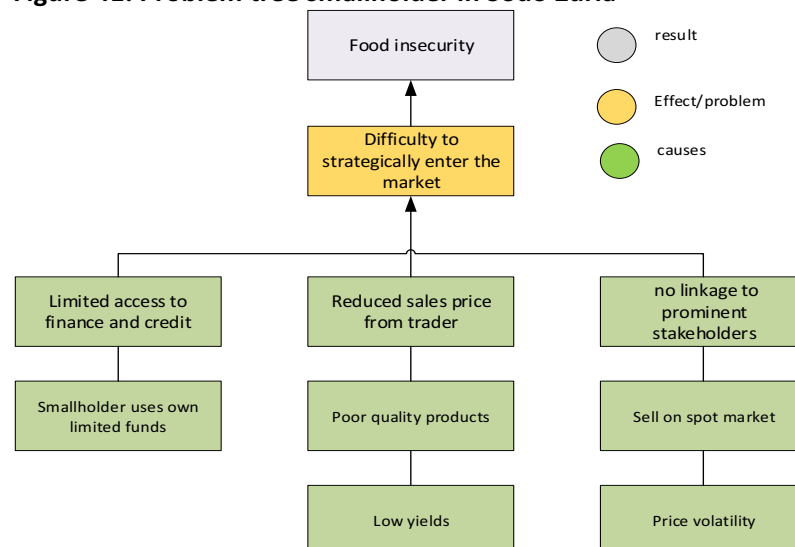 Food insecurity
result
Effect/problem
Difficulty to
strategically enter the
market
causes
Limited access to
finance and credit
Reduced sales price
from trader
no linkage to
prominent
stakeholders
Smallholder uses own
limited funds
Poor quality products
Sell on spot market
Low yields
Price volatility